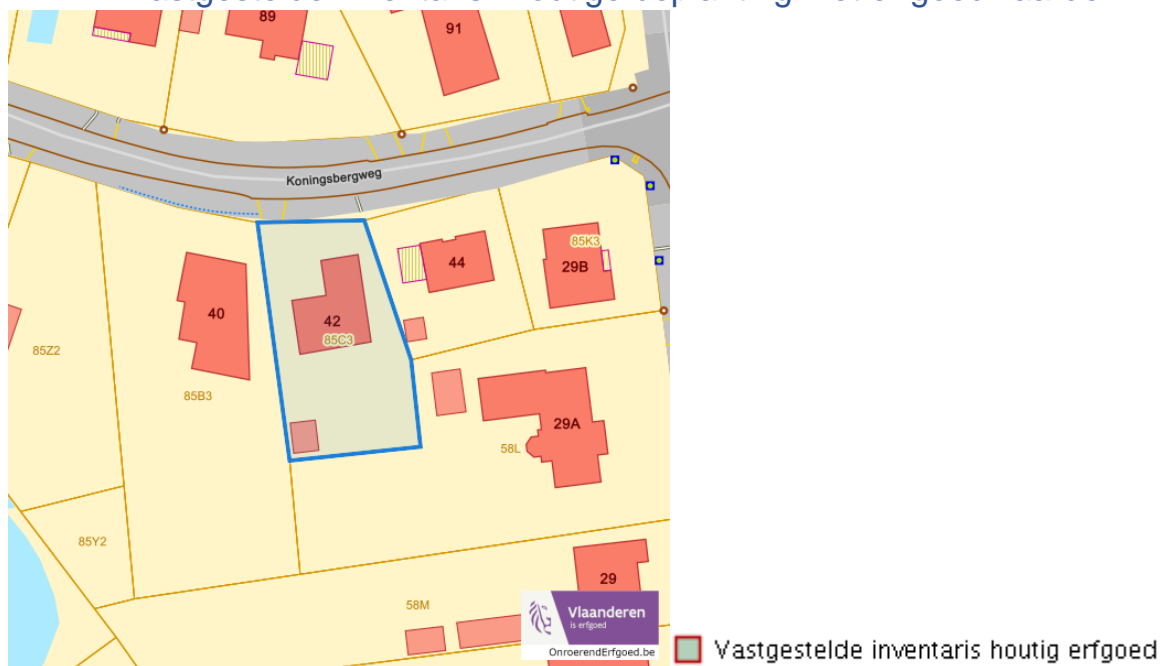 89
91
Koningsbergweg
44
85K3
29B
40
42
85C3
85Z2
85B3
29A
58L
85Y2
58M
29
Vlaanderen
is erfgoed
OnroerendErfgoed.be
Vastgestelde inventaris houtig erfgoed